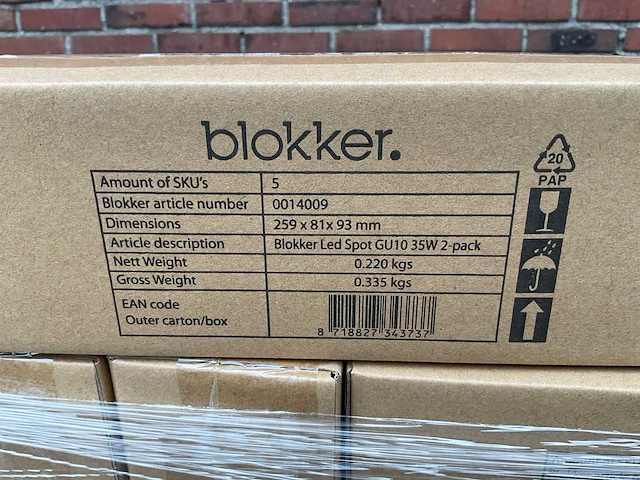 blokker.
20
PAP
Amount of SKU's 5
Blokker article number 0014009
Dimensions 259 x 81x 93 mm
Article description Blokker Led Spot GU10 35W 2-pack
Nett Weight 0.220 kgs
Gross Weight 0.335 kgs
EAN code
Outer carton/box
8 718827 343737